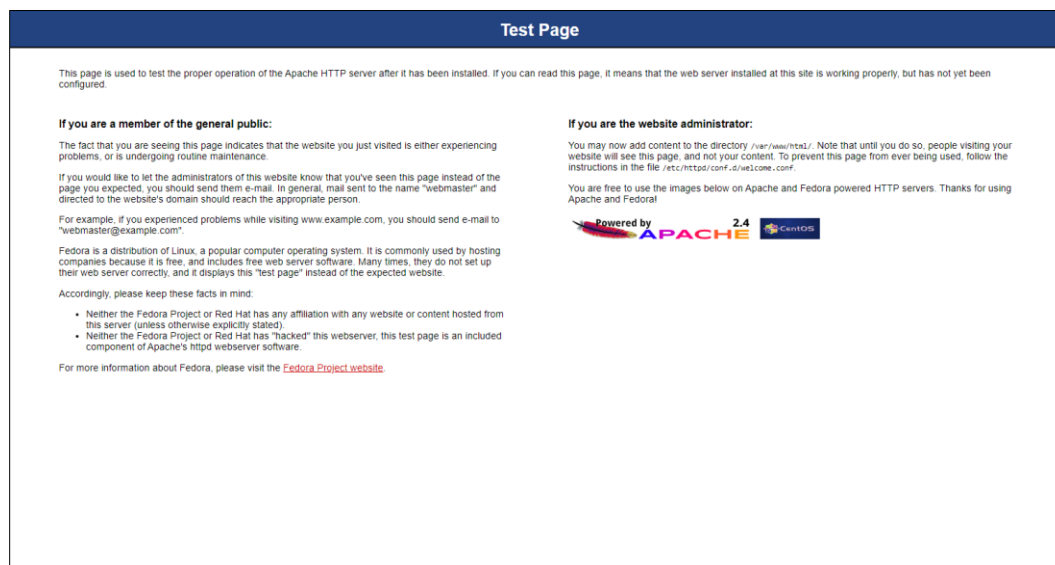 Test Page
This page is used to test the proper operation of the Apache HTTP server after it has been installed. If you can read this page, it means that the web server installed at this site is working properly, but has not yet been
configured.
If you are a member of the general public:
The fact that you are seeing this page indicates that the website you just visited is either experiencing
problems, or is undergoing routine maintenance.
If you would like to let the administrators of this website know that you've seen this page instead of the
page you expected, you should send them e-mail. In general, mail sent to the name "webmaster" and
directed to the website's domain should reach the appropriate person.
For example, if you experienced problems while visiting www.example.com, you should send e-mail to
"webmaster@example.com".
Fedora is a distribution of Linux, a popular computer operating system. It is commonly used by hosting
companies because it is free, and includes free web server software. Many times, they do not set up
their web server correctly, and it displays this "test page" instead of the expected website.
Accordingly, please keep these facts in mind:
• Neither the Fedora Project or Red Hat has any affiliation with any website or content hosted from
this server (unless otherwise explicitly stated).
• Neither the Fedora Project or Red Hat has "hacked" this webserver, this test page is an included
component of Apache's httpd webserver software.
For more information about Fedora, please visit the Fedora Project website.
If you are the website administrator:
You may now add content to the directory /var/www/html/. Note that until you do so, people visiting your
website will see this page, and not your content. To prevent this page from ever being used, follow the
instructions in the file /etc/httpd/conf.d/welcome.conf.
You are free to use the images below on Apache and Fedora powered HTTP servers. Thanks for using
Apache and Fedora!
Powered by 2.4
APACHE
CentOS